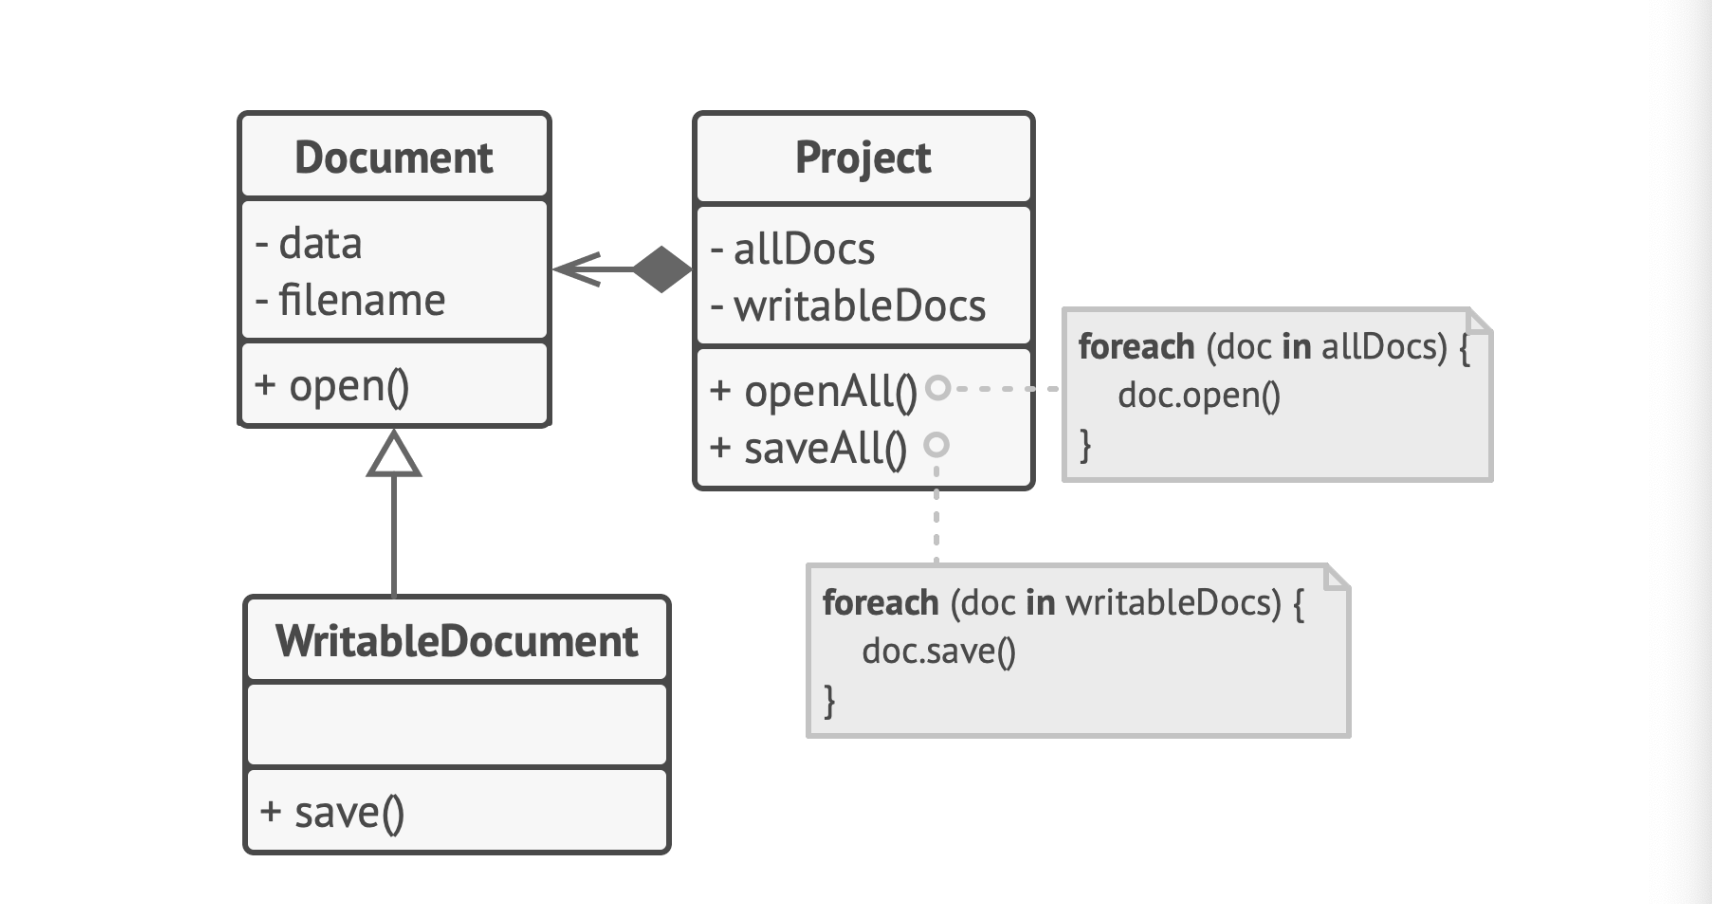 Document
- data
- filename
+ open()
Project
- allDocs
- writableDocs
+ openAll()
+ saveAll()
foreach (doc in allDocs) {
doc.open()
}
foreach (doc in writableDocs) {
doc.save()
}
WritableDocument
+ save()